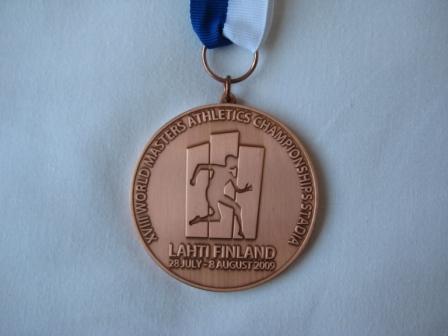 XVIII WORLD MASTERS ATHLETICS CHAMPIONSHIPS STADIA
LAHTI FINLAND
28 JULY - 8 AUGUST 2009